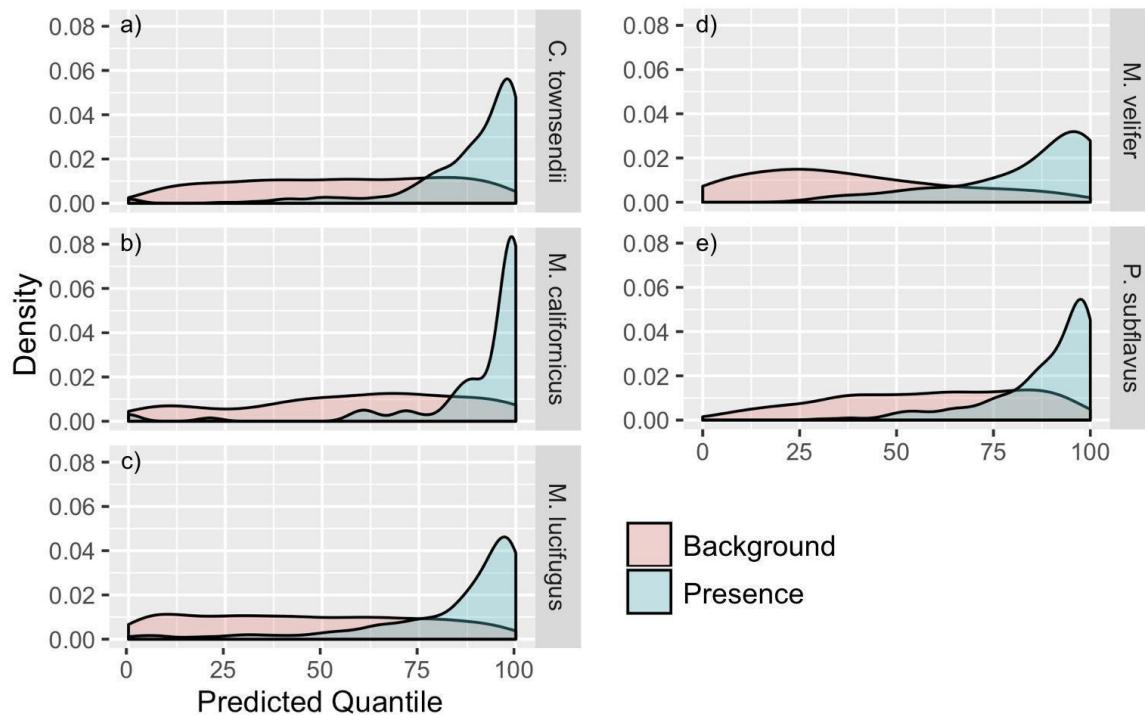 a)
0.08
0.06
0.04
0.02
0.00
C. townsendii
b)
0.08
0.06
0.04
0.02
0.00
M. californicus
c)
0.08
0.06
0.04
0.02
0.00
M. lucifugus
0 25 50 75 100
Predicted Quantile
Density
d)
0.08
0.06
0.04
0.02
0.00
M. velifer
e)
0.08
0.06
0.04
0.02
0.00
P. subflavus
0 25 50 75 100
Background
Presence